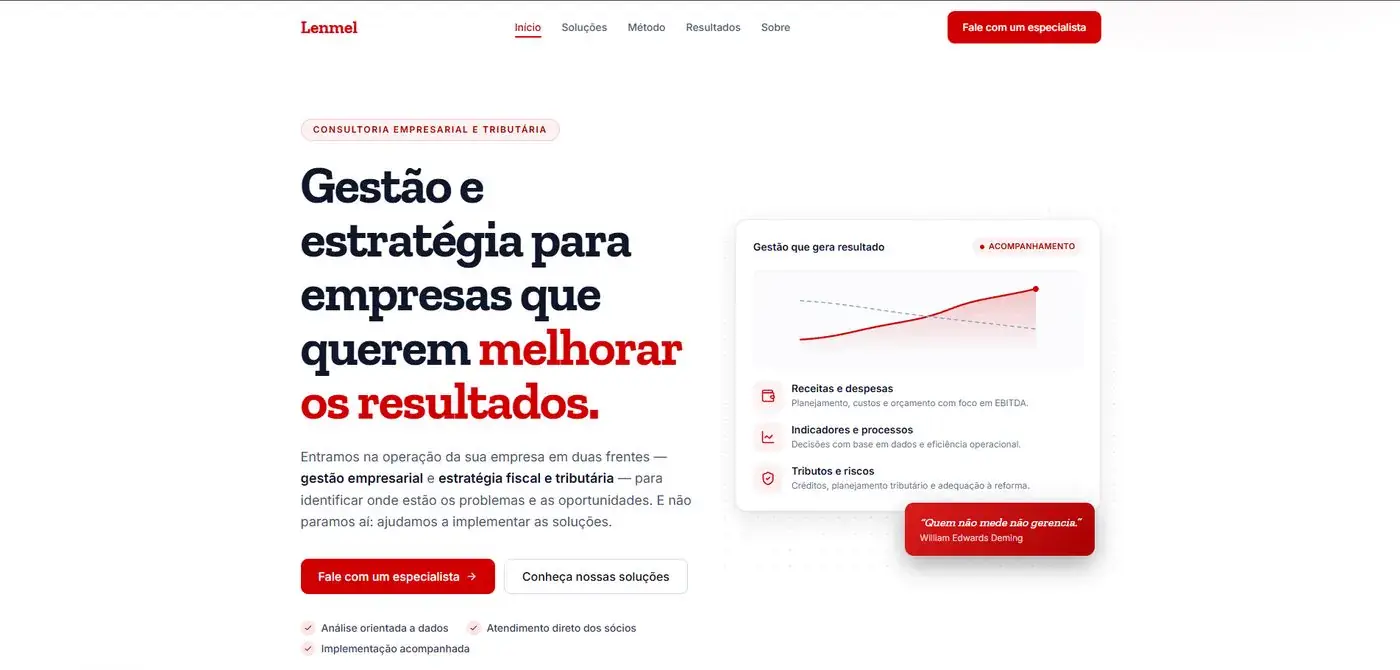 Lenmel
Início
Soluções
Método
Resultados
Sobre
Fale com um especialista
CONSULTORIA EMPRESARIAL E TRIBUTÁRIA
Gestão e
estratégia para
empresas que
querem melhorar
os resultados.
Entramos na operação da sua empresa em duas frentes —
gestão empresarial e estratégia fiscal e tributária — para
identificar onde estão os problemas e as oportunidades. E não
paramos aí: ajudamos a implementar as soluções.
Fale com um especialista →
Conheça nossas soluções
Análise orientada a dados
Atendimento direto dos sócios
Implementação acompanhada
Gestão que gera resultado
ACOMPANHAMENTO
Receitas e despesas
Planejamento, custos e orçamento com foco em EBITDA.
Indicadores e processos
Decisões com base em dados e eficiência operacional.
Tributos e riscos
Créditos, planejamento tributário e adequação à reforma.
“Quem não mede não gerencia.”
William Edwards Deming